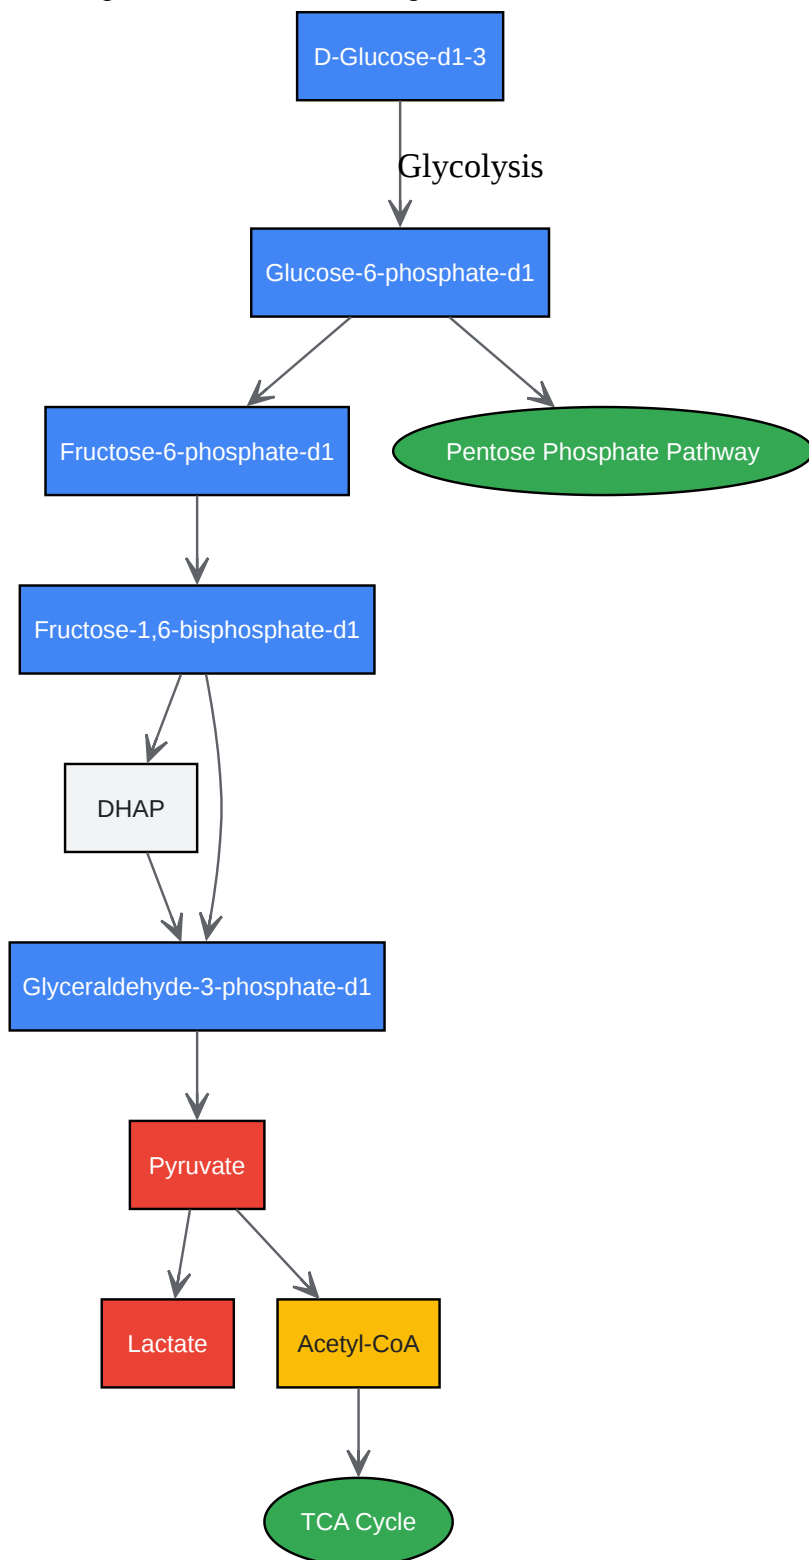 D-Glucose-d1-3
Glycolysis
Glucose-6-phosphate-d1
Fructose-6-phosphate-d1
Pentose Phosphate Pathway
Fructose-1,6-bisphosphate-d1
DHAP
Glyceraldehyde-3-phosphate-d1
Pyruvate
Lactate
Acetyl-CoA
TCA Cycle